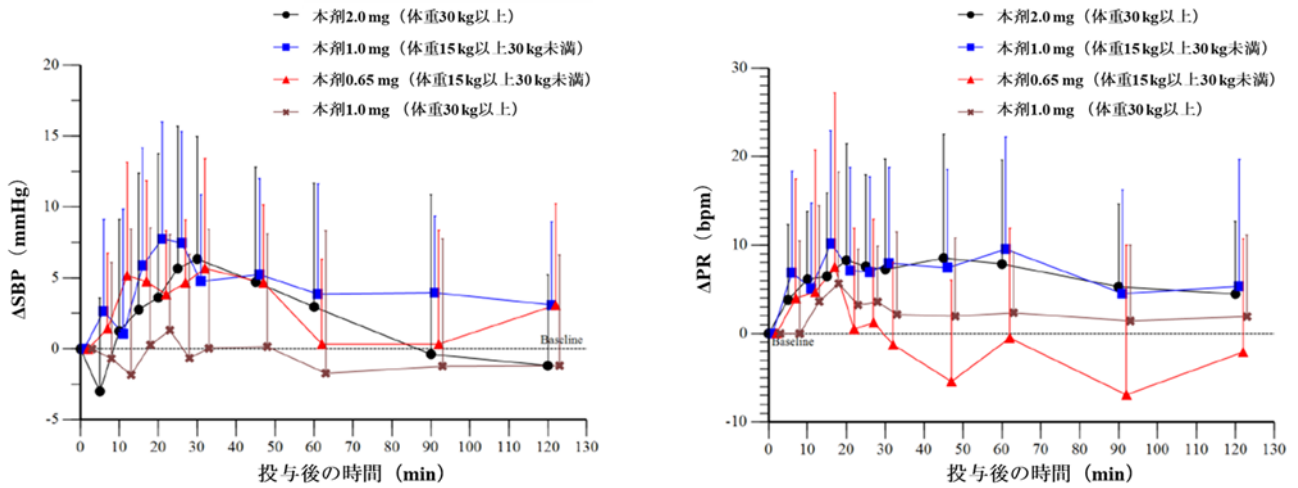 本剤2.0 mg（体重30 kg以上）
本剤1.0 mg（体重15 kg以上30 kg未満）
本剤0.65 mg（体重15 kg以上30 kg未満）
本剤1.0 mg （体重30 kg以上）
ΔSBP（mmHg）
20
15
10
5
0
-5
Baseline
0 10 20 30 40 50 60 70 80 90 100 110 120 130
投与後の時間（min）
本剤2.0 mg（体重30 kg以上）
本剤1.0 mg（体重15 kg以上30 kg未満）
本剤0.65 mg（体重15 kg以上30 kg未満）
本剤1.0 mg（体重30 kg以上）
ΔPR（bpm）
30
20
10
0
-10
Baseline
0 10 20 30 40 50 60 70 80 90 100 110 120 130
投与後の時間（min）